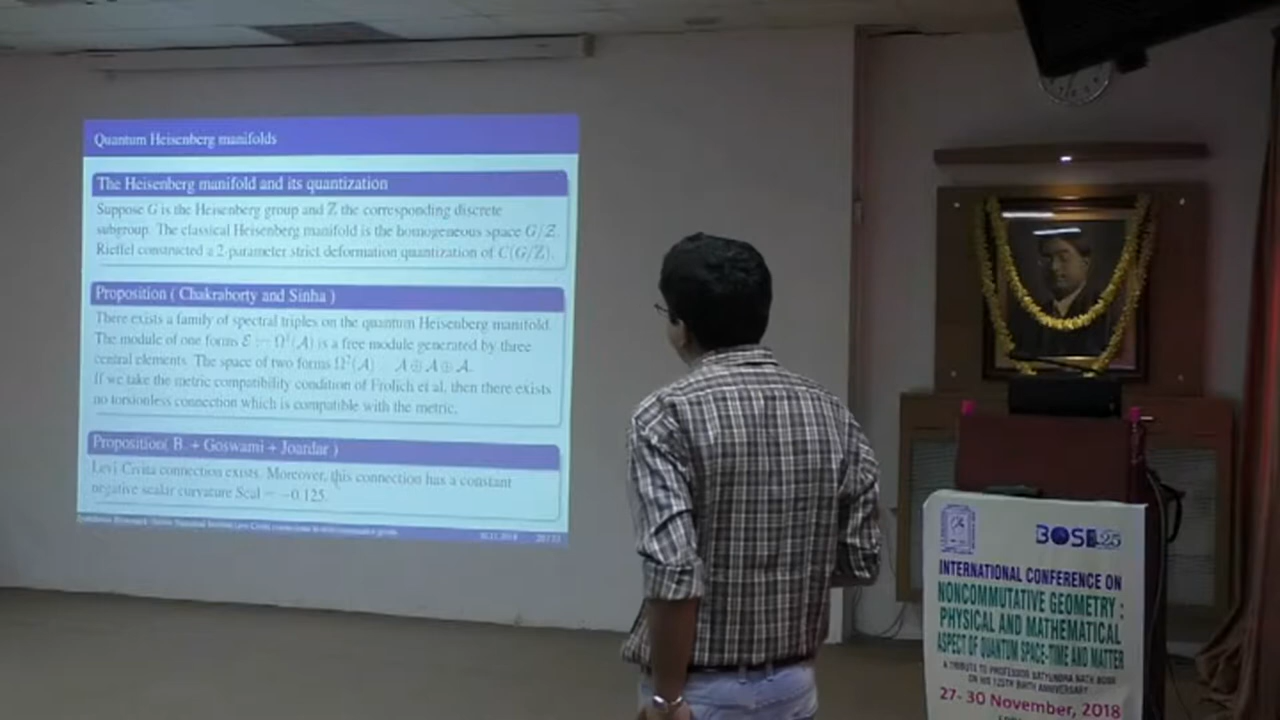 Quantum Heisenberg manifolds
The Heisenberg manifold and its quantization
Suppose G is the Heisenberg group and Z the corresponding discrete
subgroup. The classical Heisenberg manifold is the homogeneous space G/Z.
Rieffel constructed a 2-parameter strict deformation quantization of C(G/Z).
Proposition ( Chakraborty and Sinha )
There exists a family of spectral triples on the quantum Heisenberg manifold.
The module of one forms ℰ := Ω¹(𝒜) is a free module generated by three
central elements. The space of two forms Ω²(𝒜) 𝒜 ⊕ 𝒜 ⊕ 𝒜.
If we take the metric compatibility condition of Frolich et al. then there exists
no torsionless connection which is compatible with the metric.
Proposition( B. + Goswami + Joardar )
Levi-Civita connection exists. Moreover, this connection has a constant
negative scalar curvature Scal = −0.125.
BOSE 125
INTERNATIONAL CONFERENCE ON
NONCOMMUTATIVE GEOMETRY :
PHYSICAL AND MATHEMATICAL
ASPECT OF QUANTUM SPACE-TIME AND MATTER
A TRIBUTE TO PROFESSOR SATYENDRA NATH BOSE
ON HIS 125TH BIRTH ANNIVERSARY
27- 30 November, 2018